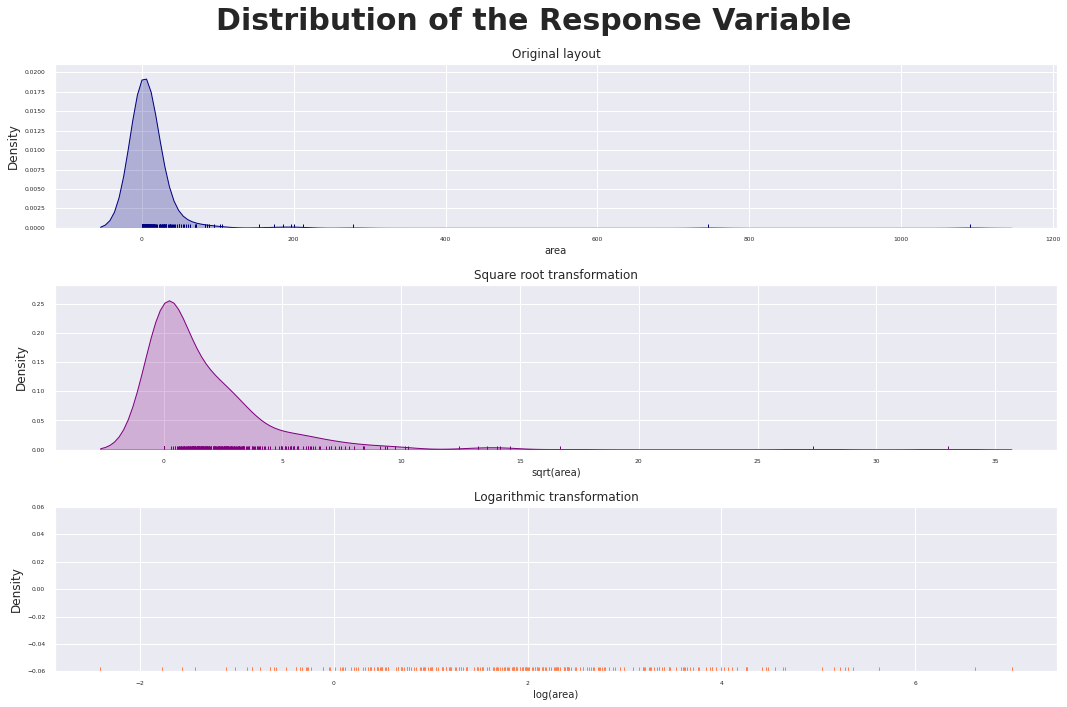 Distribution of the Response Variable
Original layout
Density
0.0200
0.0175
0.0150
0.0125
0.0100
0.0075
0.0050
0.0025
0.0000
0 200 400 600 800 1000 1200
area
Square root transformation
Density
0.25
0.20
0.15
0.10
0.05
0.00
0 5 10 15 20 25 30 35
sqrt(area)
Logarithmic transformation
Density
0.06
0.04
0.02
0.00
−0.02
−0.04
−0.06
−2 0 2 4 6
log(area)